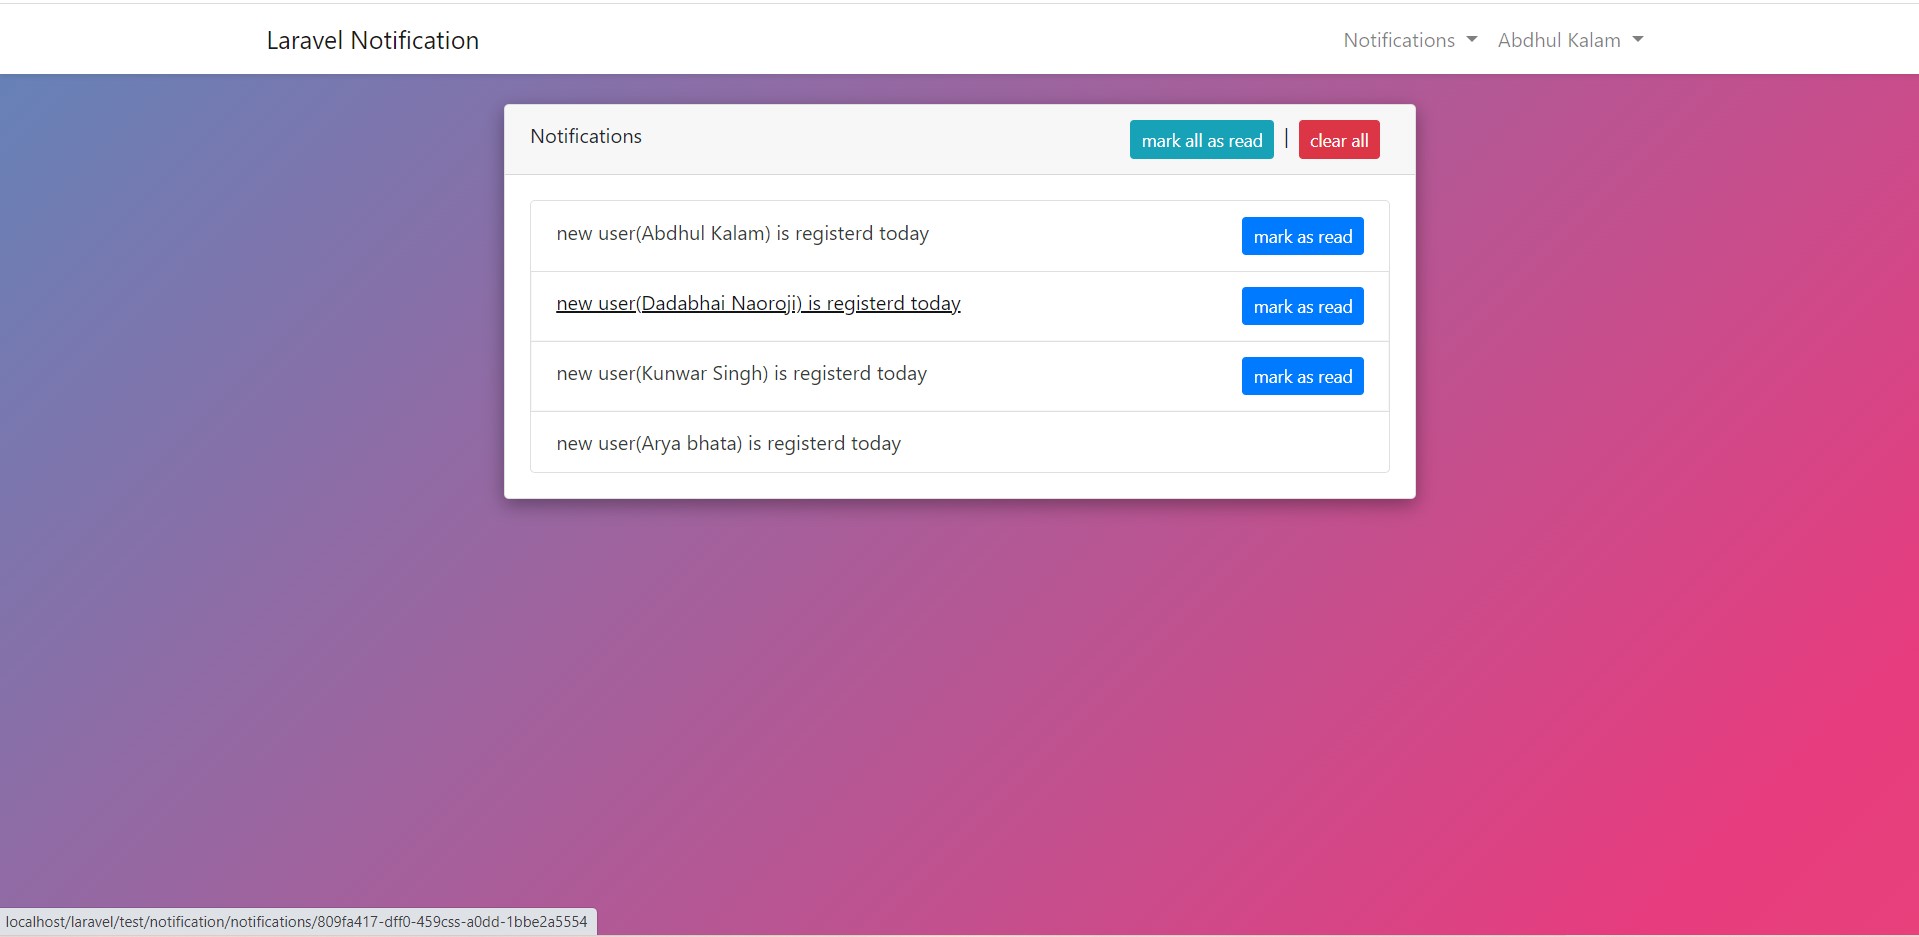 Laravel Notification
Notifications
Abdhul Kalam
Notifications
mark all as read | clear all
new user(Abdhul Kalam) is registerd today
mark as read
new user(Dadabhai Naoroji) is registerd today
mark as read
new user(Kunwar Singh) is registerd today
mark as read
new user(Arya bhata) is registerd today
localhost/laravel/test/notification/notifications/809fa417-dff0-459css-a0dd-1bbe2a5554